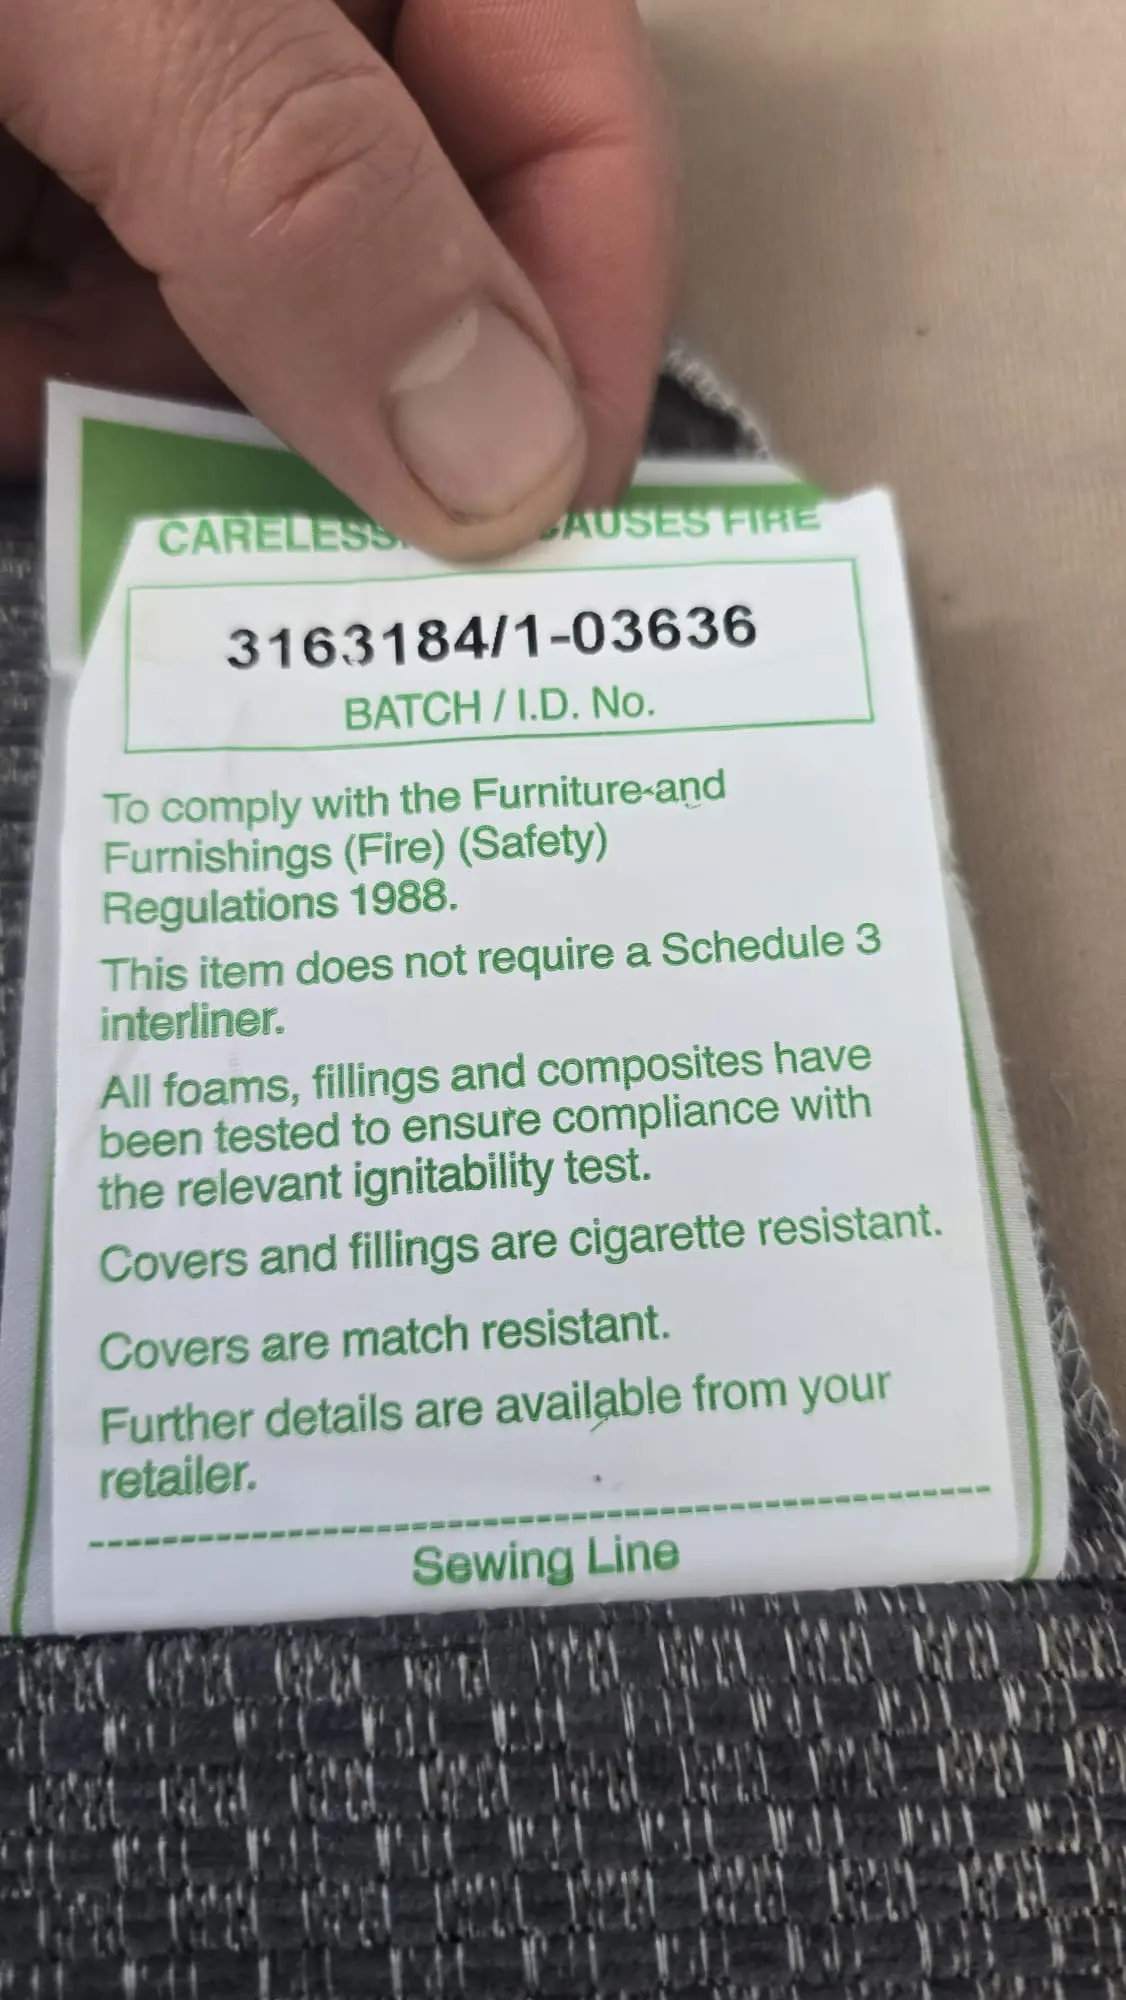 CARELESS CAUSES FIRE
3163184/1-03636
BATCH / I.D. No.
To comply with the Furniture and
Furnishings (Fire) (Safety)
Regulations 1988.
This item does not require a Schedule 3
interliner.
All foams, fillings and composites have
been tested to ensure compliance with
the relevant ignitability test.
Covers and fillings are cigarette resistant.
Covers are match resistant.
Further details are available from your
retailer.
Sewing Line